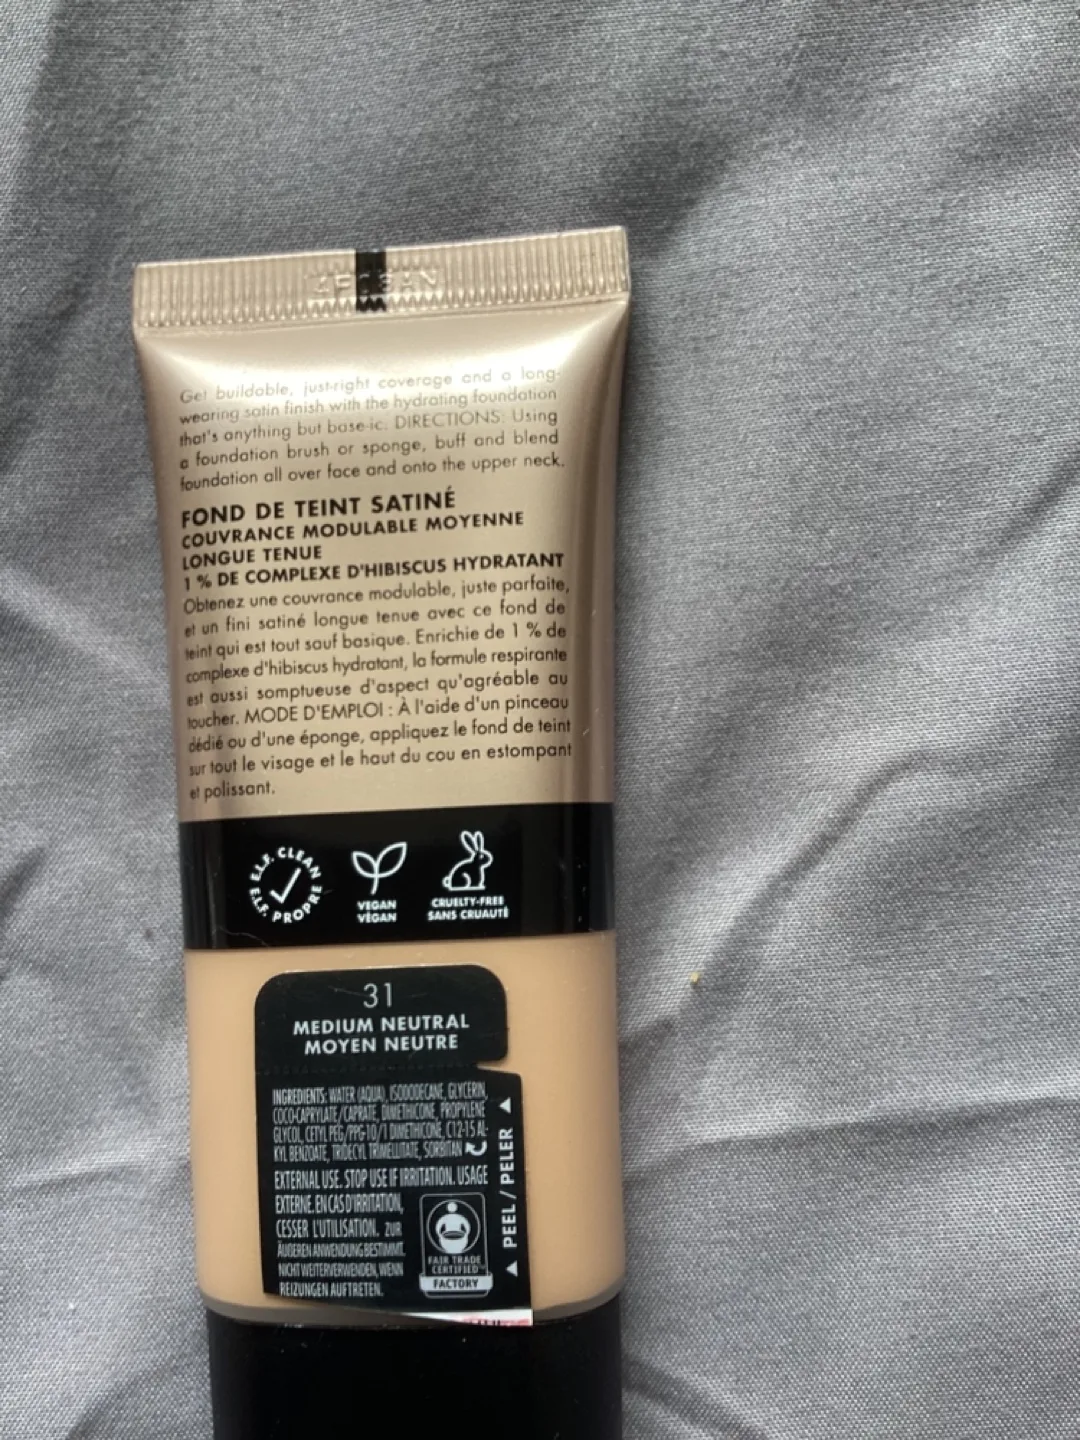 Get buildable, just-right coverage and a long-
wearing satin finish with the hydrating foundation
that's anything but base-ic. DIRECTIONS: Using
a foundation brush or sponge, buff and blend
foundation all over face and onto the upper neck.
FOND DE TEINT SATINÉ
COUVRANCE MODULABLE MOYENNE
LONGUE TENUE
1 % DE COMPLEXE D'HIBISCUS HYDRATANT
Obtenez une couvrance modulable, juste parfaite,
et un fini satiné longue tenue avec ce fond de
teint qui est tout sauf basique. Enrichie de 1 % de
complexe d'hibiscus hydratant, la formule respirante
est aussi somptueuse d'aspect qu'agréable au
toucher. MODE D'EMPLOI : À l'aide d'un pinceau
dédié ou d'une éponge, appliquez le fond de teint
sur tout le visage et le haut du cou en estompant
et polissant.
E.L.F. CLEAN
E.L.F. PROPRE
VEGAN
VÉGAN
CRUELTY-FREE
SANS CRUAUTÉ
31
MEDIUM NEUTRAL
MOYEN NEUTRE
INGREDIENTS: WATER (AQUA), ISODODECANE, GLYCERIN,
COCO-CAPRYLATE/CAPRATE, DIMETHICONE, PROPYLENE
GLYCOL, CETYL PEG/PPG-10/1 DIMETHICONE, C12-15 AL-
KYL BENZOATE, TRIDECYL TRIMELLITATE, SORBITAN
EXTERNAL USE. STOP USE IF IRRITATION. USAGE
EXTERNE. EN CAS D'IRRITATION,
CESSER L'UTILISATION. ZUR
ÄUẞEREN ANWENDUNG BESTIMMT.
NICHT WEITERVERWENDEN, WENN
REIZUNGEN AUFTRETEN.
FAIR TRADE
CERTIFIED
FACTORY
PEEL / PELER